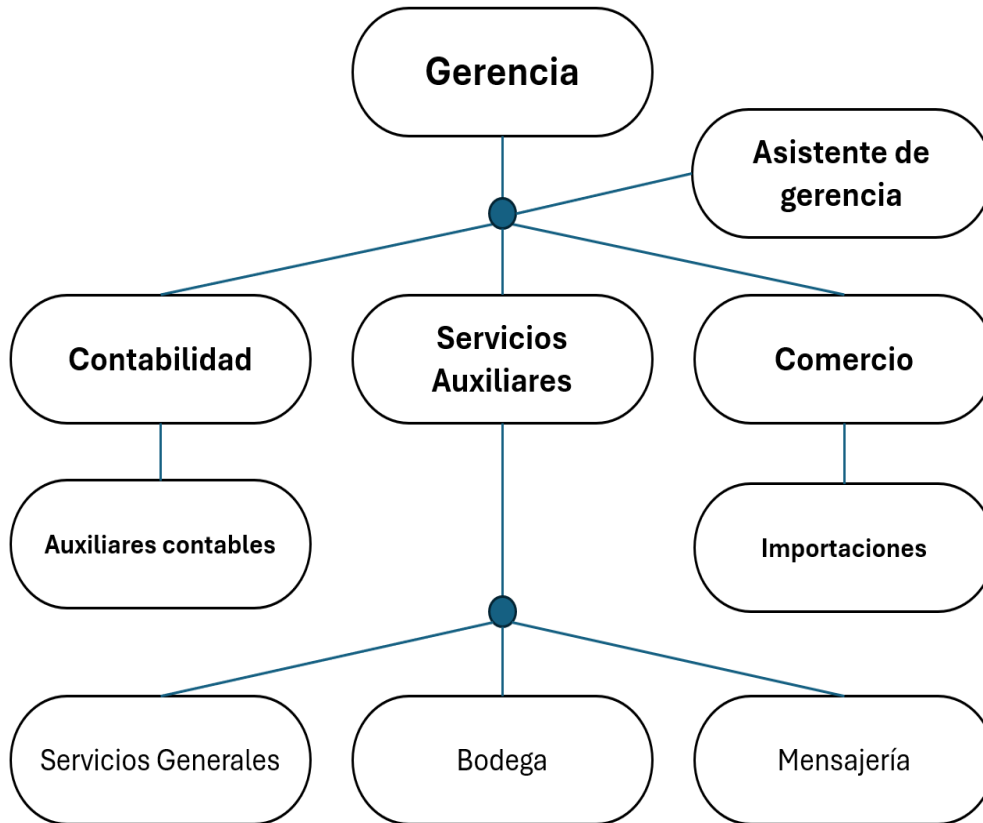 Gerencia
Asistente de
gerencia
Contabilidad
Servicios
Auxiliares
Comercio
Auxiliares contables
Importaciones
Servicios Generales
Bodega
Mensajería